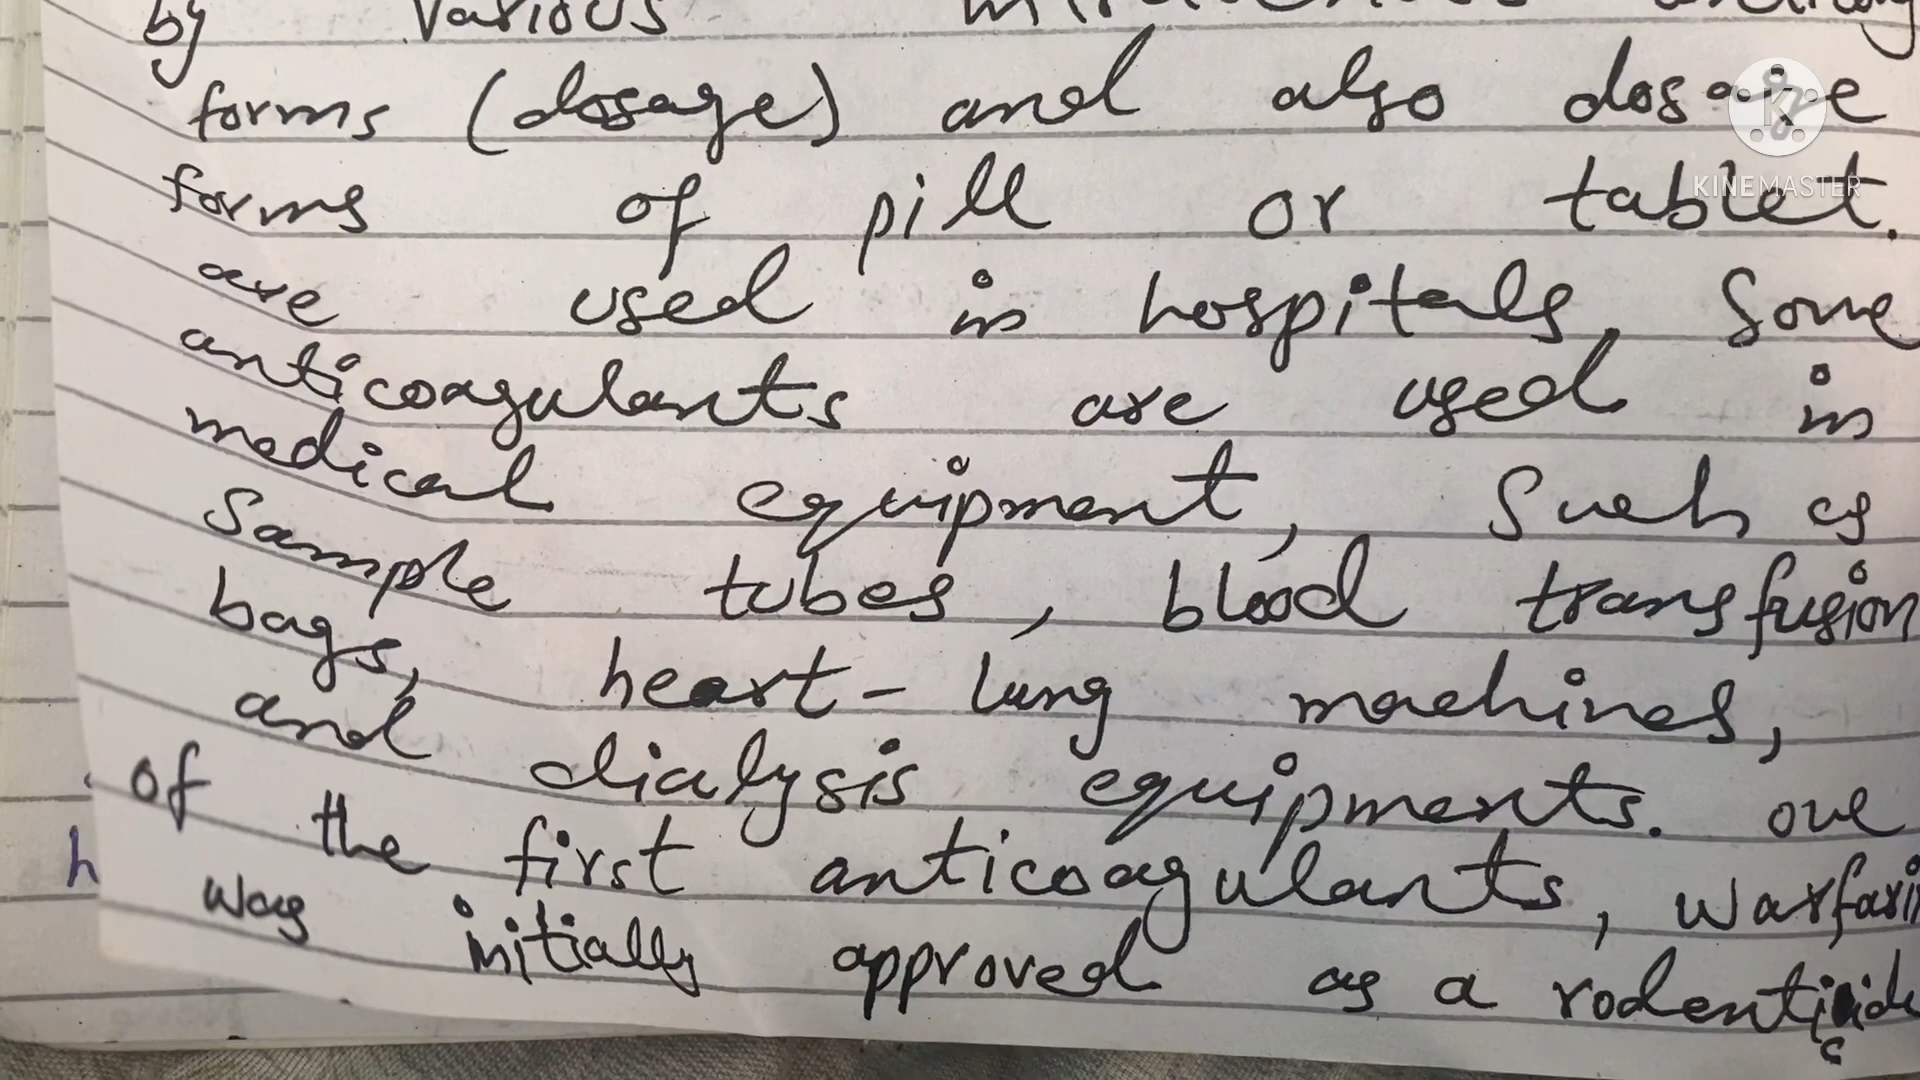 by various
forms (dosage) and also dosage
forms of pill or tablet.
are used in hospitals. Some
anticoagulants are used in
medical equipment, such as
Sample tubes, blood transfusion
bags, heart-lung machines,
and dialysis equipments. one
of the first anticoagulants, warfarin
was initially approved as a rodenticide
KINEMASTER